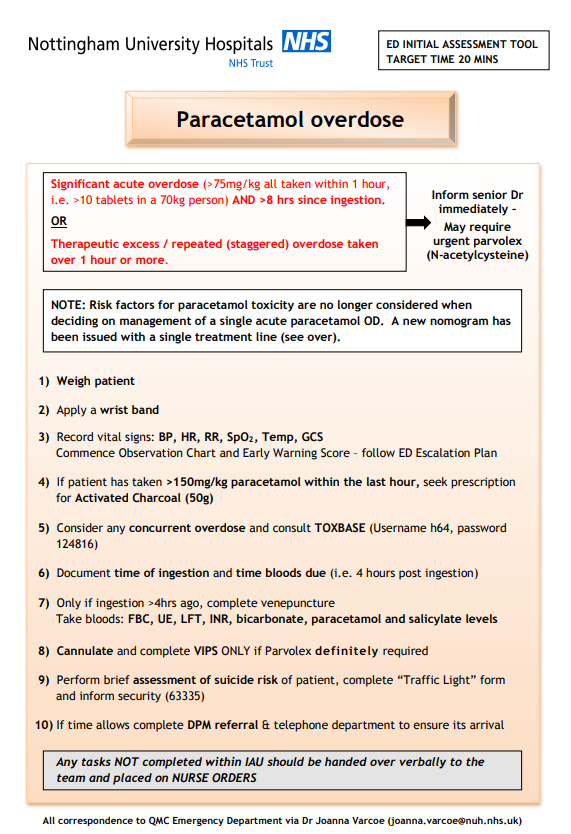 Nottingham University Hospitals NHS
NHS Trust
ED INITIAL ASSESSMENT TOOL
TARGET TIME 20 MINS
Paracetamol overdose
Significant acute overdose (>75mg/kg all taken within 1 hour,
i.e. >10 tablets in a 70kg person) AND >8 hrs since ingestion.
OR
Therapeutic excess / repeated (staggered) overdose taken
over 1 hour or more.
Inform senior Dr
immediately –
May require
urgent parvolex
(N-acetylcysteine)
NOTE: Risk factors for paracetamol toxicity are no longer considered when
deciding on management of a single acute paracetamol OD. A new nomogram has
been issued with a single treatment line (see over).
1) Weigh patient
2) Apply a wrist band
3) Record vital signs: BP, HR, RR, SpO₂, Temp, GCS
Commence Observation Chart and Early Warning Score – follow ED Escalation Plan
4) If patient has taken >150mg/kg paracetamol within the last hour, seek prescription
for Activated Charcoal (50g)
5) Consider any concurrent overdose and consult TOXBASE (Username h64, password
124816)
6) Document time of ingestion and time bloods due (i.e. 4 hours post ingestion)
7) Only if ingestion >4hrs ago, complete venepuncture
Take bloods: FBC, UE, LFT, INR, bicarbonate, paracetamol and salicylate levels
8) Cannulate and complete VIPS ONLY if Parvolex definitely required
9) Perform brief assessment of suicide risk of patient, complete “Traffic Light” form
and inform security (63335)
10) If time allows complete DPM referral & telephone department to ensure its arrival
Any tasks NOT completed within IAU should be handed over verbally to the
team and placed on NURSE ORDERS
All correspondence to QMC Emergency Department via Dr Joanna Varcoe (joanna.varcoe@nuh.nhs.uk)